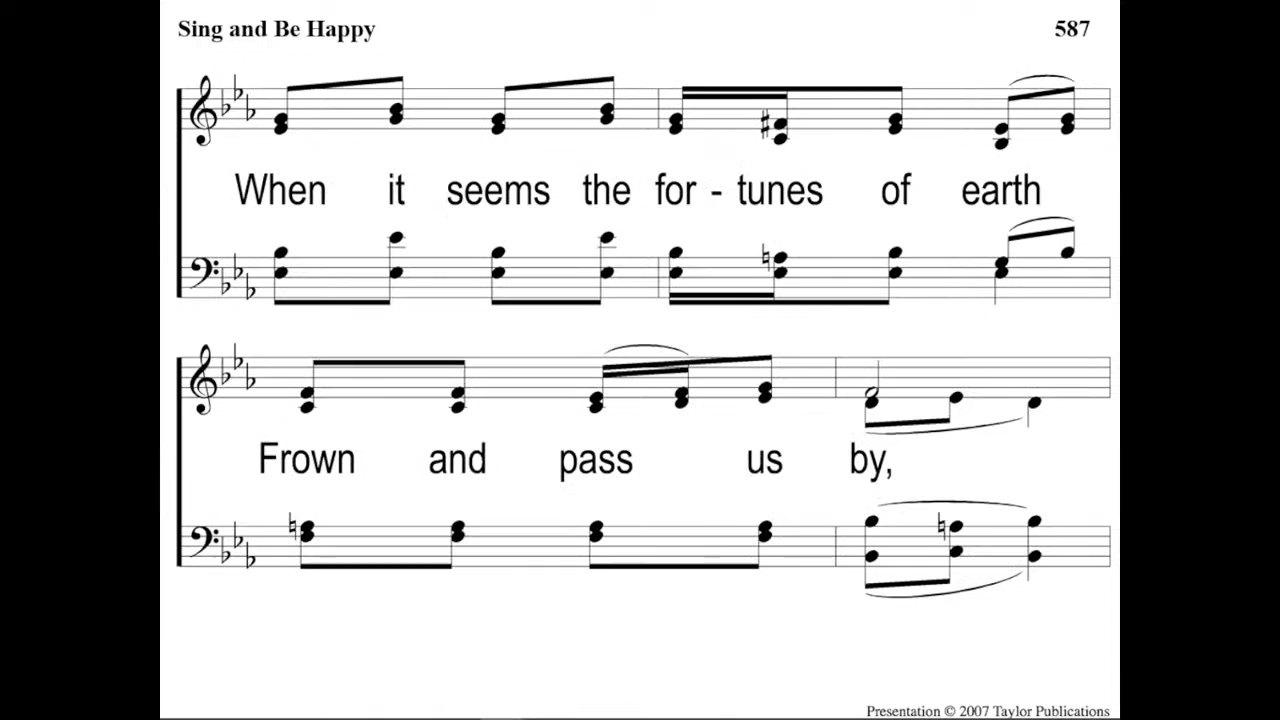 Sing and Be Happy 587
When it seems the for - tunes of earth
Frown and pass us by,
Presentation © 2007 Taylor Publications